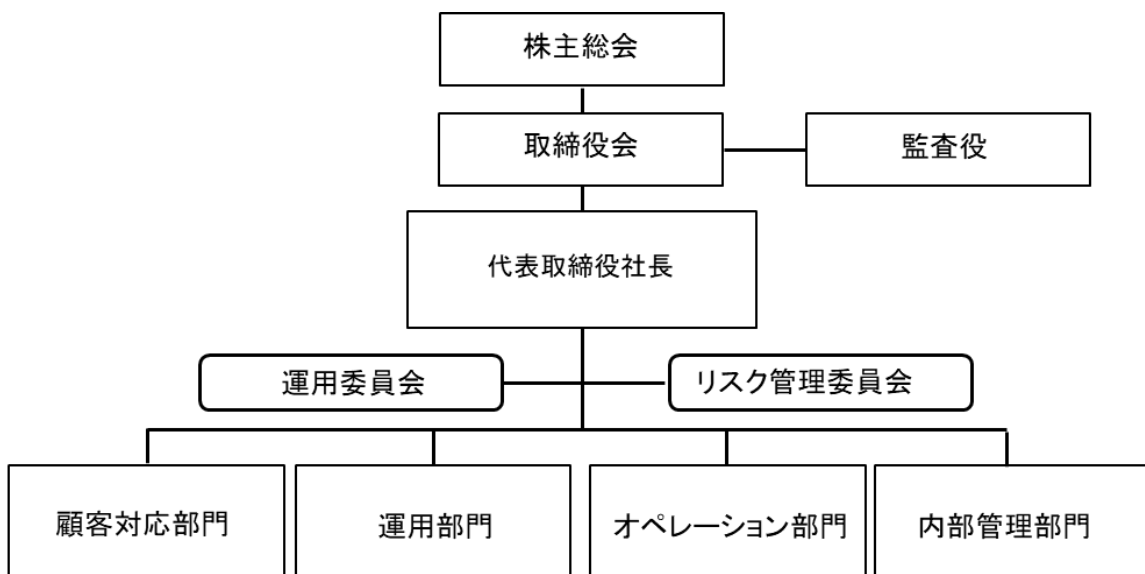 株主総会
取締役会
監査役
代表取締役社長
運用委員会
リスク管理委員会
顧客対応部門
運用部門
オペレーション部門
内部管理部門